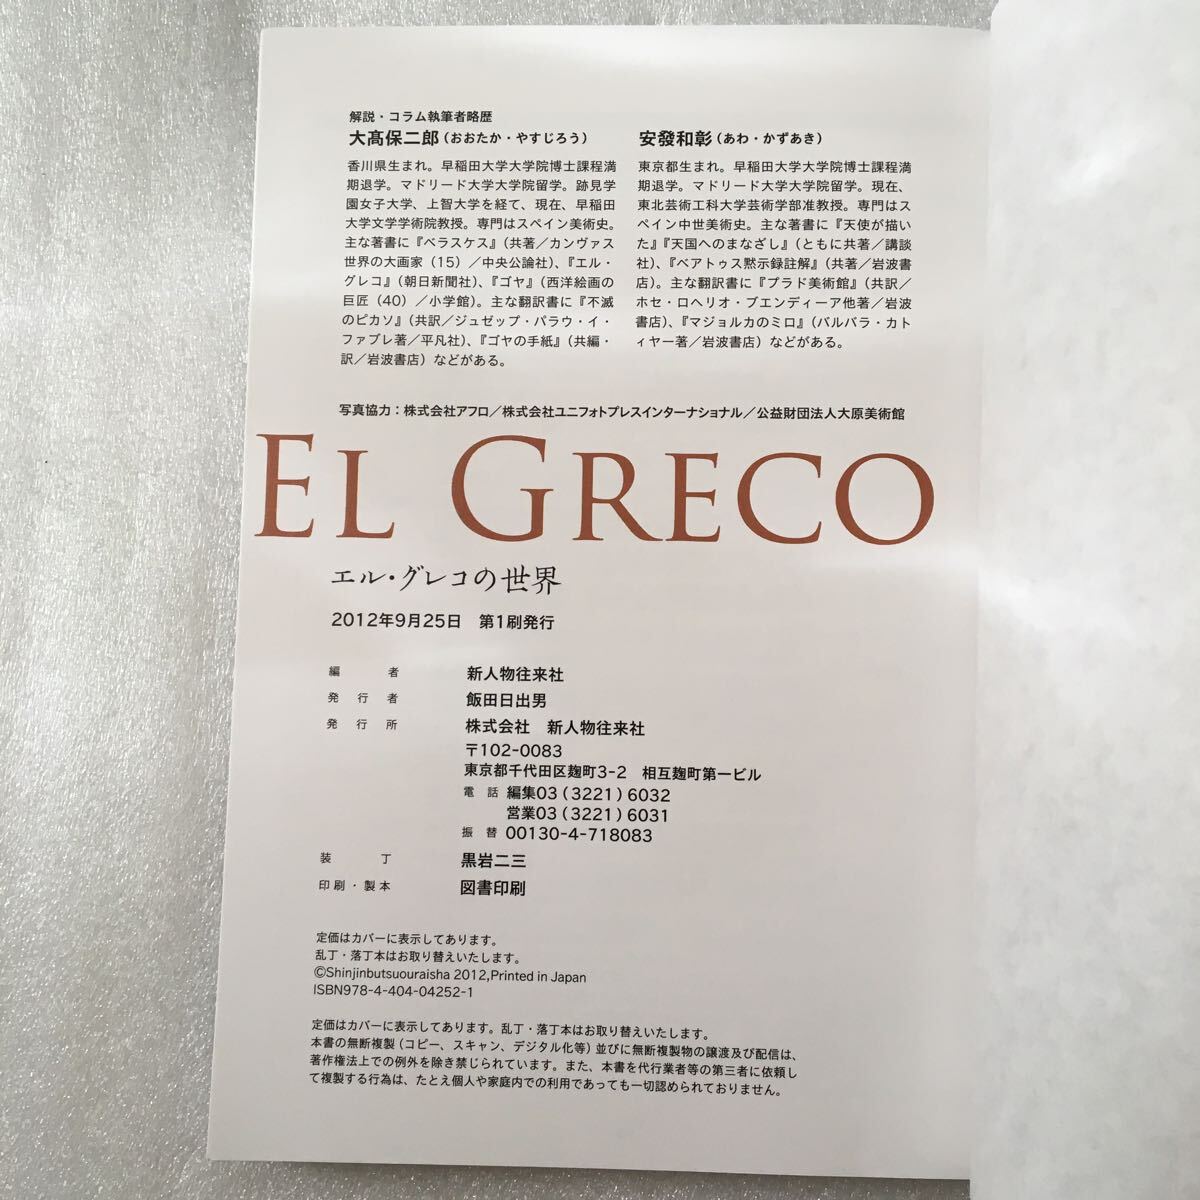 解説・コラム執筆者略歴
大髙保二郎(おおたか・やすじろう)
香川県生まれ。早稲田大学大学院博士課程満
期退学。マドリード大学大学院留学。跡見学
園女子大学、上智大学を経て、現在、早稲田
大学文学学術院教授。専門はスペイン美術史。
主な著書に『ベラスケス』(共著／カンヴァス
世界の大画家(15)／中央公論社)、『エル・
グレコ』(朝日新聞社)、『ゴヤ』(西洋絵画の
巨匠(40)／小学館)。主な翻訳書に『不滅
のピカソ』(共訳／ジュゼップ・パラウ・イ・
ファブレ著／平凡社)、『ゴヤの手紙』(共編・
訳／岩波書店)などがある。
安發和彰(あわ・かずあき)
東京都生まれ。早稲田大学大学院博士課程満
期退学。マドリード大学大学院留学。現在、
東北芸術工科大学芸術学部准教授。専門はス
ペイン中世美術史。主な著書に『天使が描い
た』『天国へのまなざし』(ともに共著／講談
社)、『ベアトゥス黙示録註解』(共著／岩波書
店)。主な翻訳書に『プラド美術館』(共訳／
ホセ・ロヘリオ・ブエンディーア他著／岩波
書店)、『マジョルカのミロ』(バルバラ・カト
ィヤー著／岩波書店)などがある。
写真協力：株式会社アフロ／株式会社ユニフォトプレスインターナショナル／公益財団法人大原美術館
EL GRECO
エル・グレコの世界
2012年9月25日　第1刷発行
編者　新人物往来社
発行者　飯田日出男
発行所　株式会社　新人物往来社
〒102-0083
東京都千代田区麹町3-2　相互麹町第一ビル
電話　編集03(3221)6032
営業03(3221)6031
振替　00130-4-718083
装丁　黒岩二三
印刷・製本　図書印刷
定価はカバーに表示してあります。
乱丁・落丁本はお取り替えいたします。
©Shinjinbutsuouraisha 2012,Printed in Japan
ISBN978-4-404-04252-1
定価はカバーに表示してあります。乱丁・落丁本はお取り替えいたします。
本書の無断複製(コピー、スキャン、デジタル化等)並びに無断複製物の譲渡及び配信は、
著作権法上での例外を除き禁じられています。また、本書を代行業者等の第三者に依頼し
て複製する行為は、たとえ個人や家庭内での利用であっても一切認められておりません。